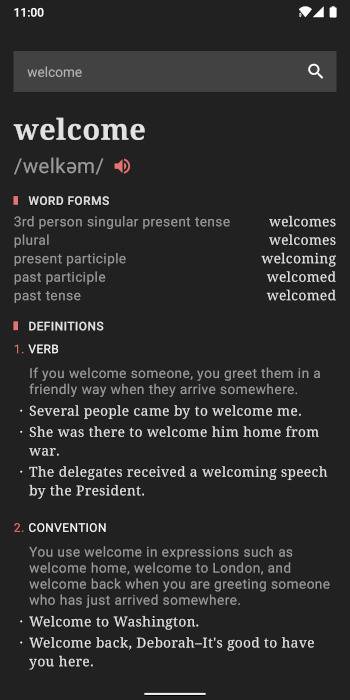 11:00
welcome
welcome
/welkəm/
WORD FORMS
3rd person singular present tense welcomes
plural welcomes
present participle welcoming
past participle welcomed
past tense welcomed
DEFINITIONS
1. VERB
If you welcome someone, you greet them in a
friendly way when they arrive somewhere.
· Several people came by to welcome me.
· She was there to welcome him home from
war.
· The delegates received a welcoming speech
by the President.
2. CONVENTION
You use welcome in expressions such as
welcome home, welcome to London, and
welcome back when you are greeting someone
who has just arrived somewhere.
· Welcome to Washington.
· Welcome back, Deborah–It's good to have
you here.